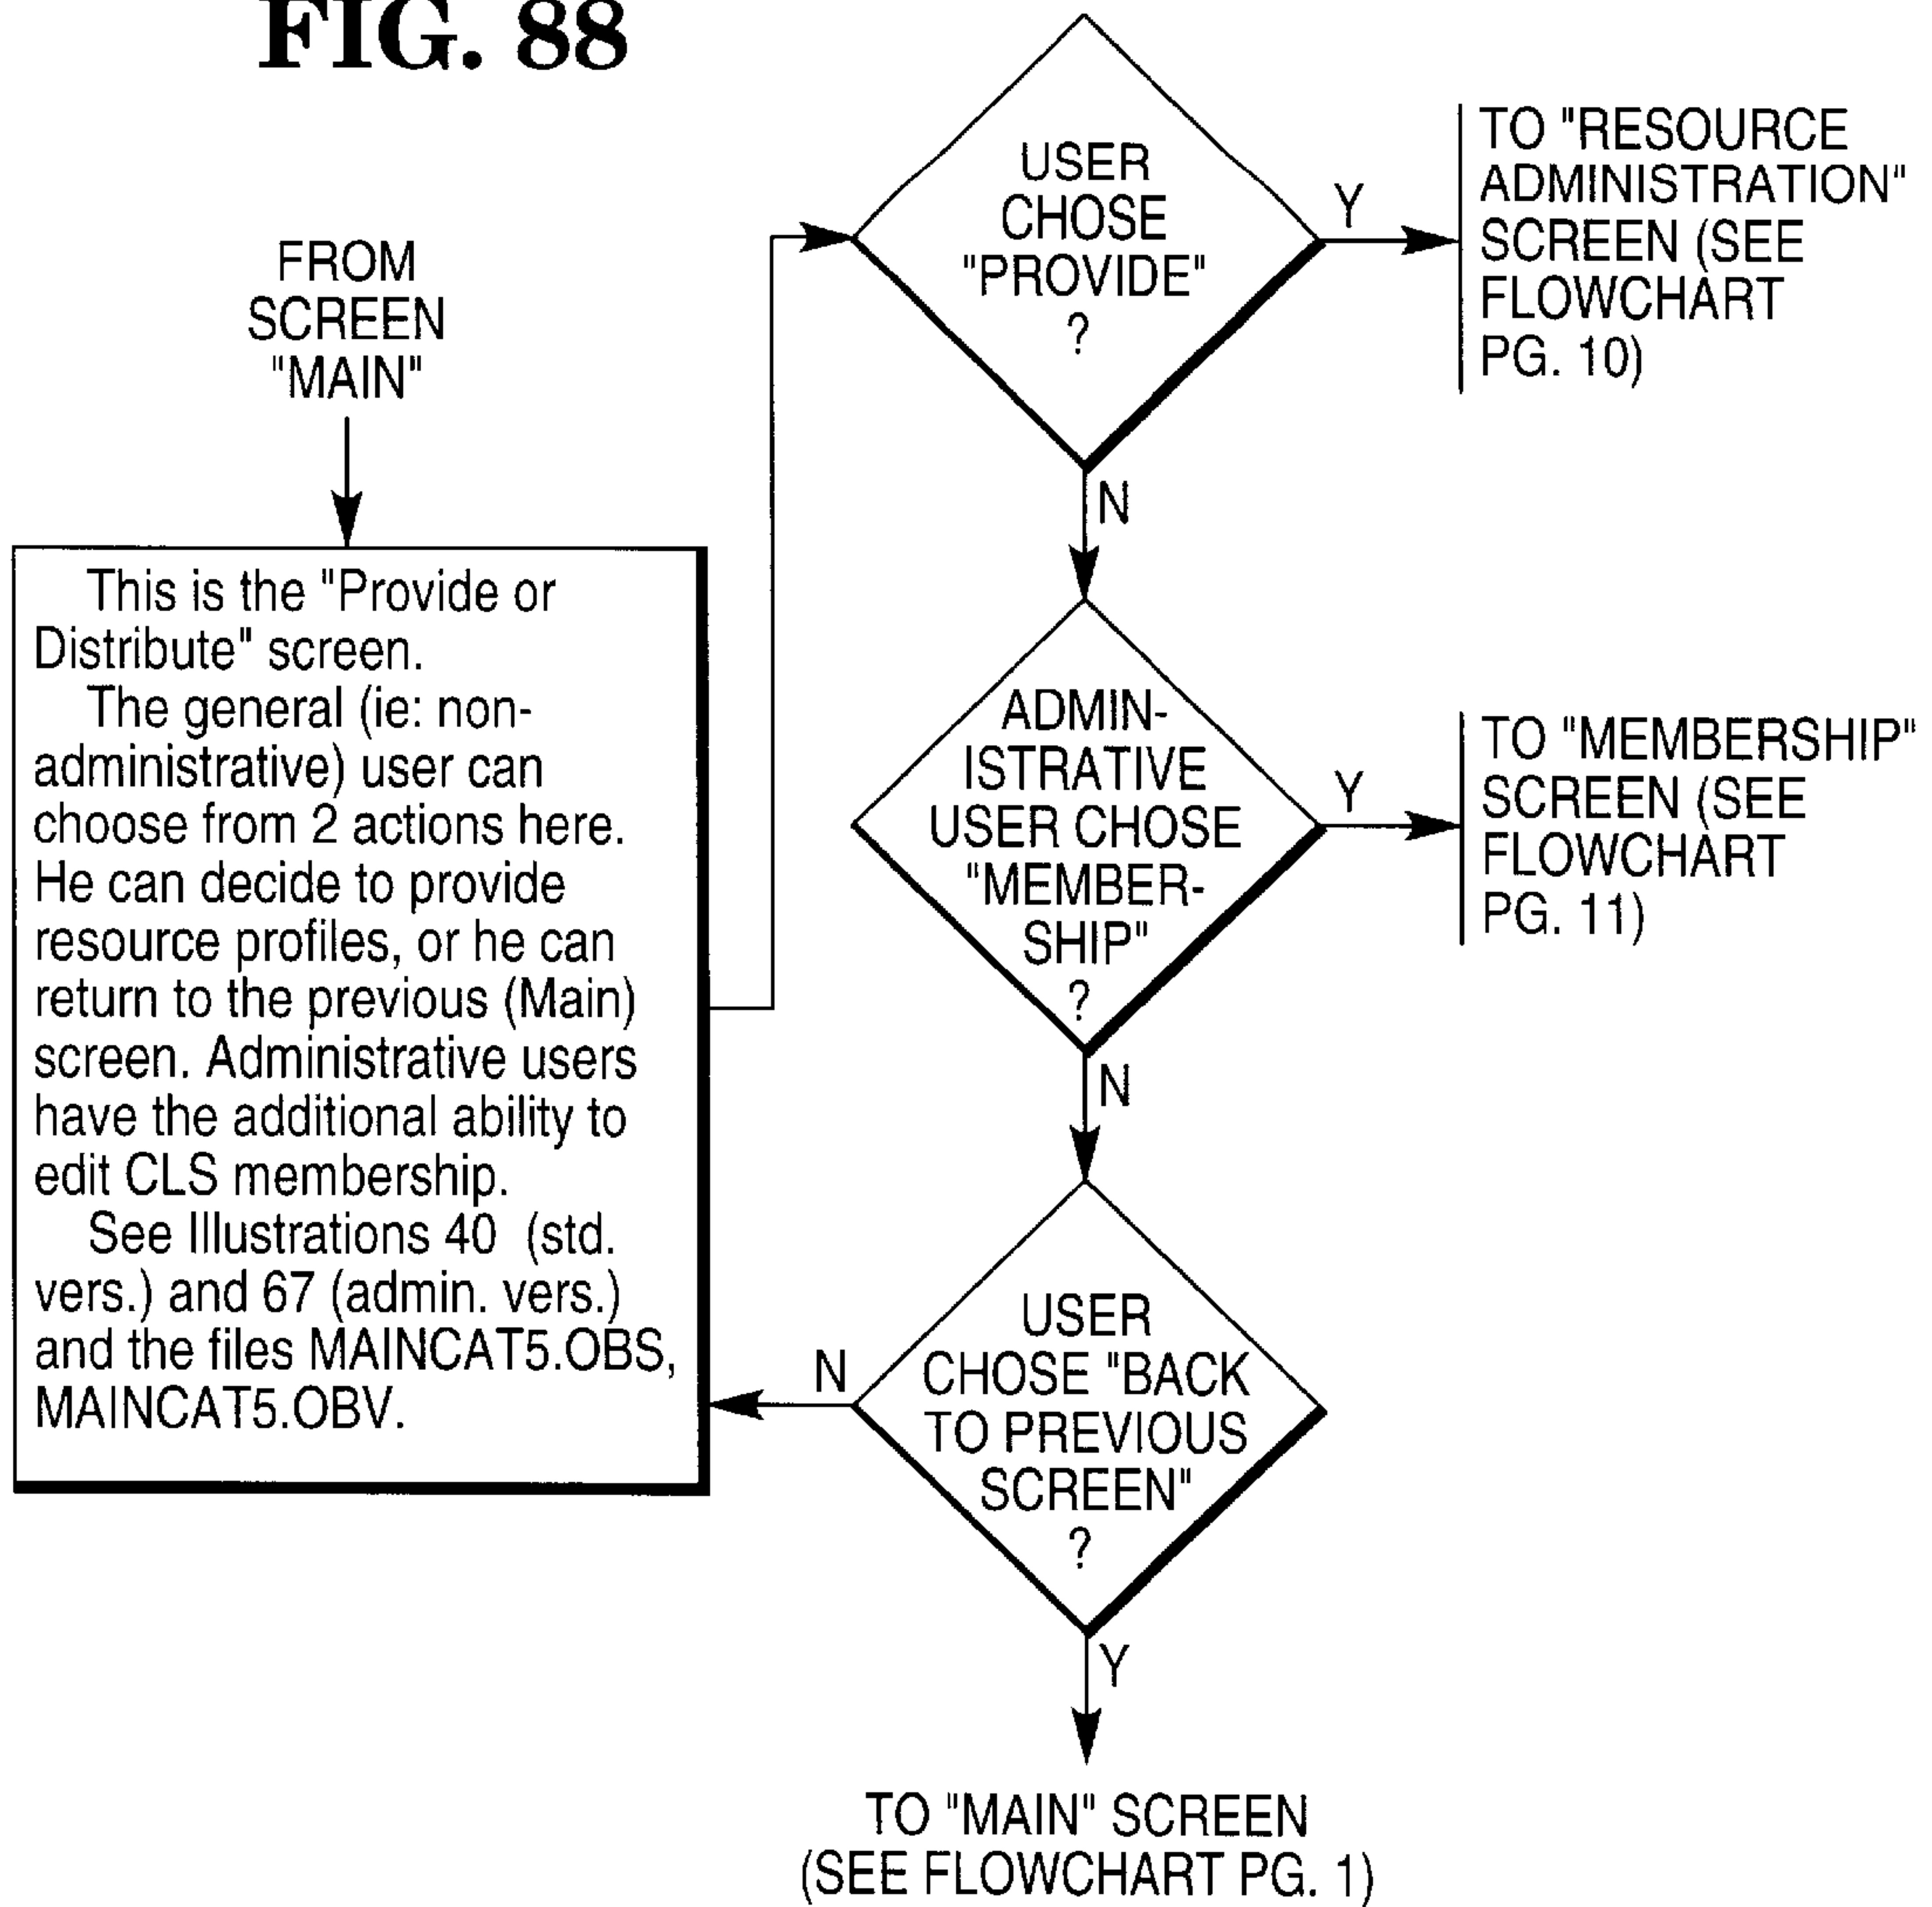 FIG. 88
FROM
SCREEN
"MAIN"
This is the "Provide or
Distribute" screen.
The general (ie: non-
administrative) user can
choose from 2 actions here.
He can decide to provide
resource profiles, or he can
return to the previous (Main)
screen. Administrative users
have the additional ability to
edit CLS membership.
See Illustrations 40 (std.
vers.) and 67 (admin. vers.)
and the files MAINCAT5.OBS,
MAINCAT5.OBV.
USER
CHOSE
"PROVIDE"
?
Y
TO "RESOURCE
ADMINISTRATION"
SCREEN (SEE
FLOWCHART
PG. 10)
N
ADMIN-
ISTRATIVE
USER CHOSE
"MEMBER-
SHIP"
?
Y
TO "MEMBERSHIP"
SCREEN (SEE
FLOWCHART
PG. 11)
N
USER
CHOSE "BACK
TO PREVIOUS
SCREEN"
?
N
Y
TO "MAIN" SCREEN
(SEE FLOWCHART PG. 1)